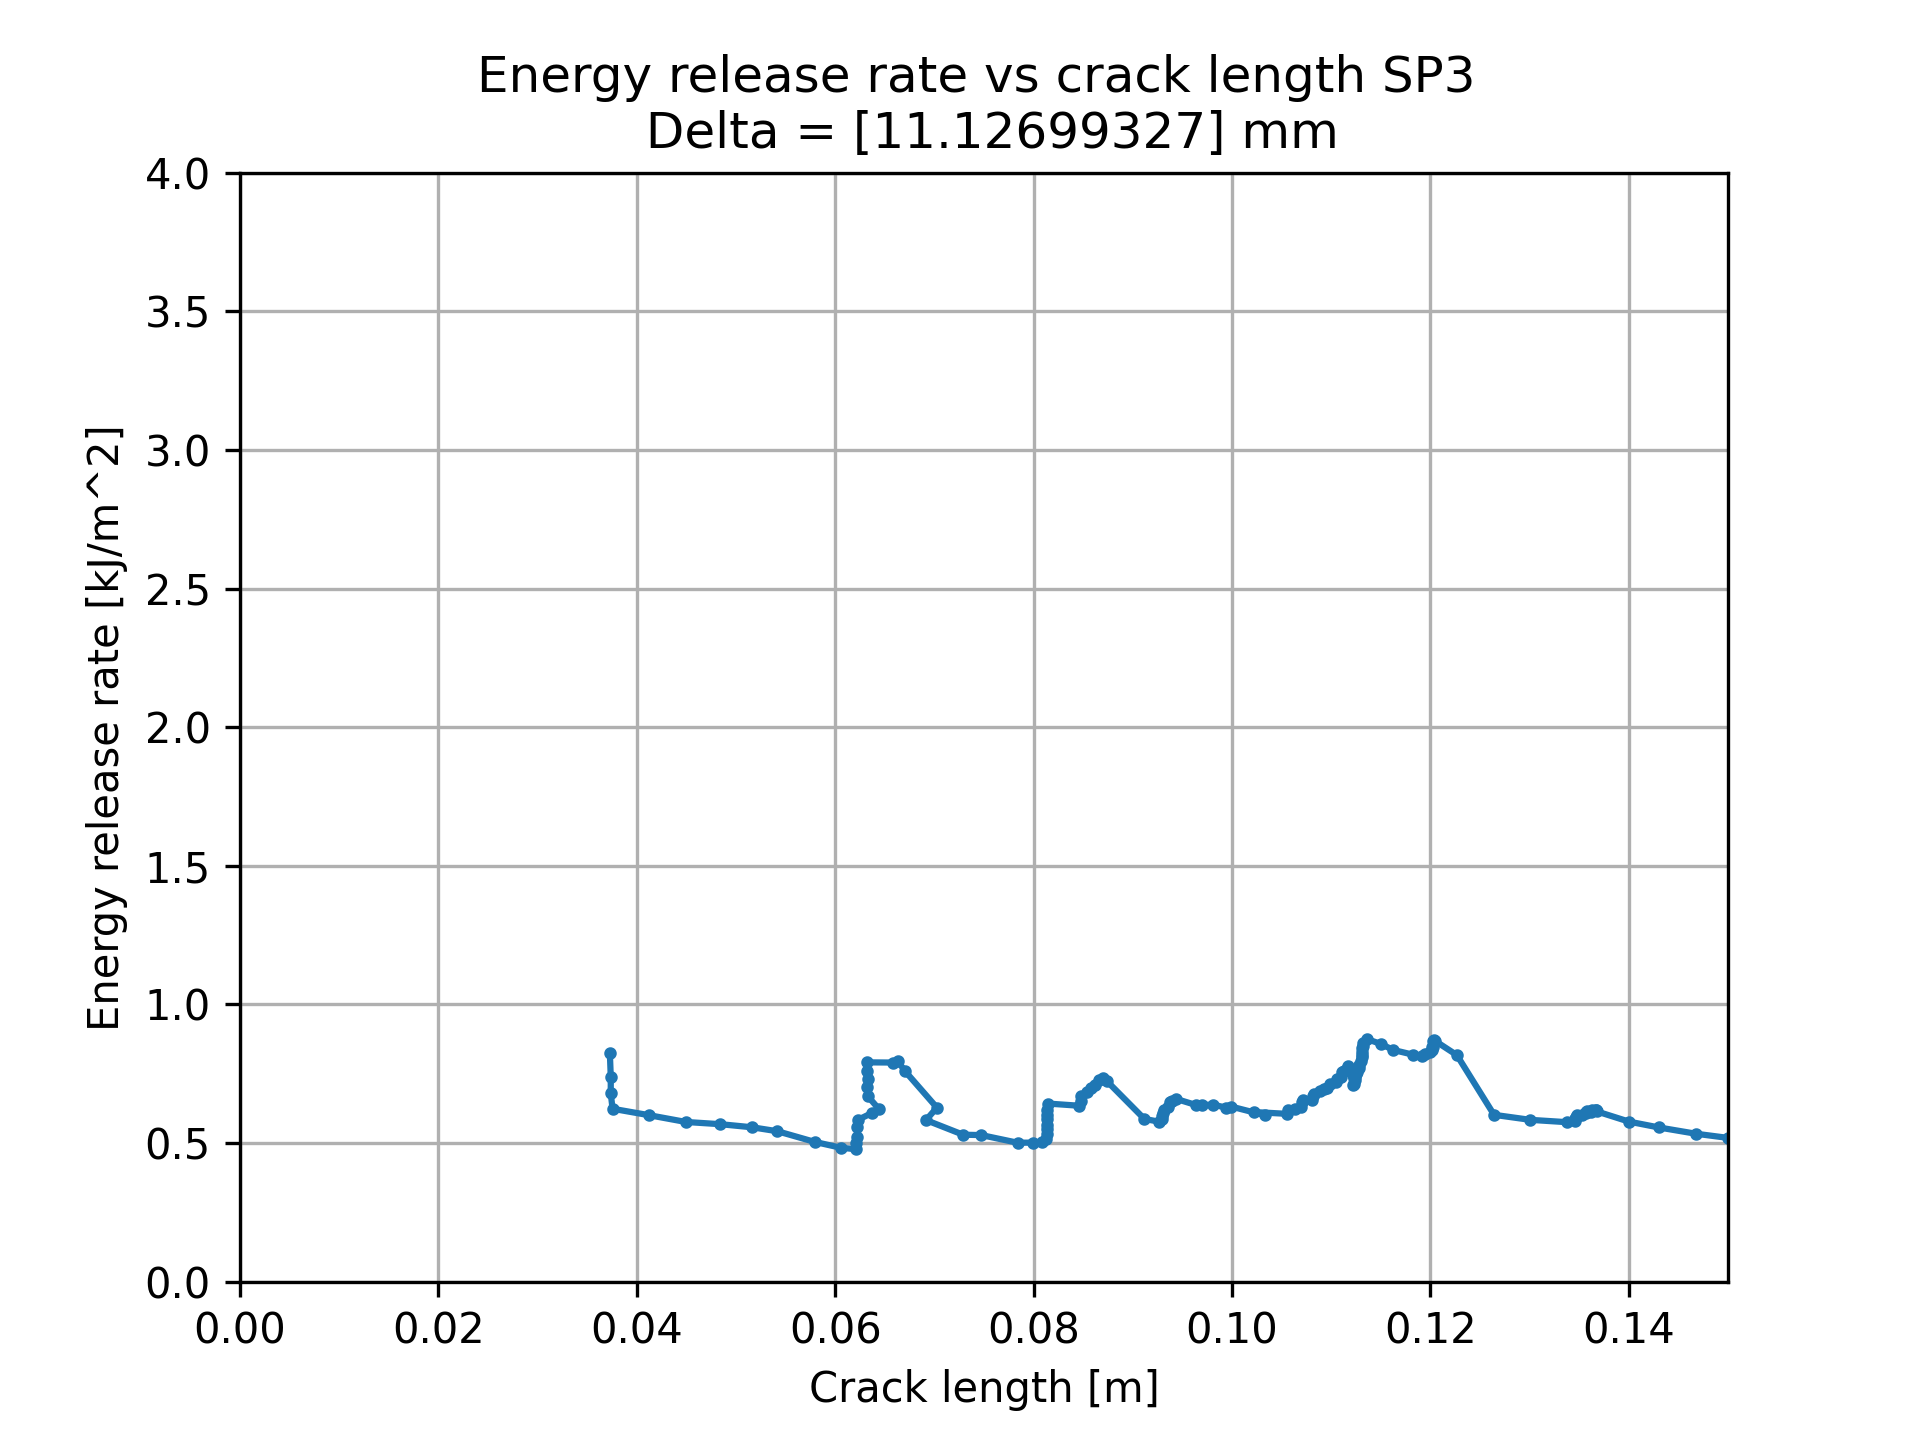 Energy release rate vs crack length SP3
Delta = [11.12699327] mm
4.0
3.5
3.0
2.5
2.0
1.5
1.0
0.5
0.0
Energy release rate [kJ/m^2]
0.00 0.02 0.04 0.06 0.08 0.10 0.12 0.14
Crack length [m]